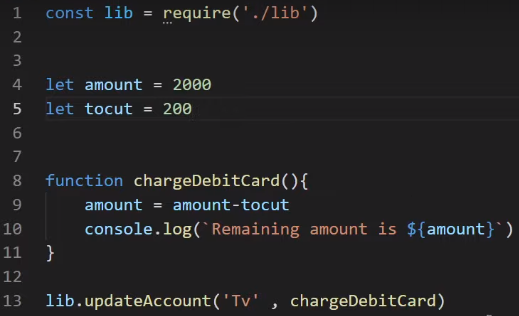 1 const lib = require('./lib')
2
3
4 let amount = 2000
5 let tocut = 200
6
7
8 function chargeDebitCard(){
9     amount = amount-tocut
10     console.log(`Remaining amount is ${amount}`)
11 }
12
13 lib.updateAccount('Tv' , chargeDebitCard)